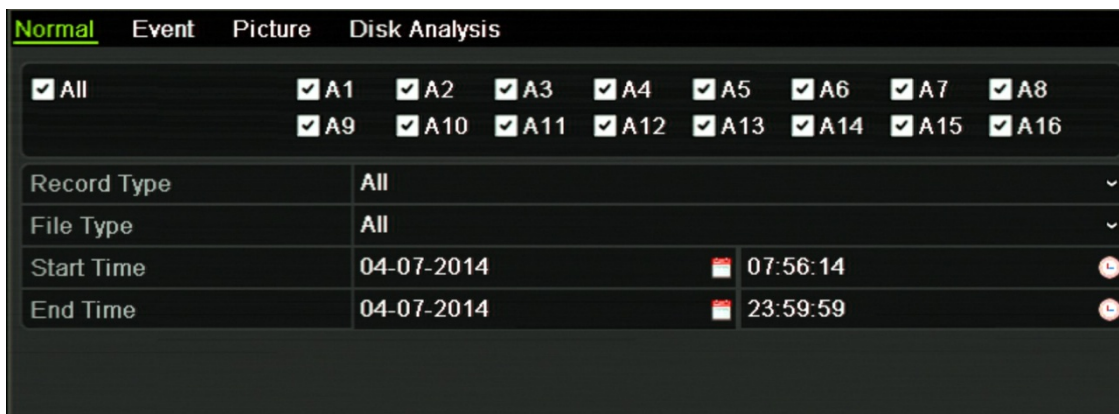 Normal Event Picture Disk Analysis
All A1 A2 A3 A4 A5 A6 A7 A8
A9 A10 A11 A12 A13 A14 A15 A16
Record Type All
File Type All
Start Time 04-07-2014 07:56:14
End Time 04-07-2014 23:59:59